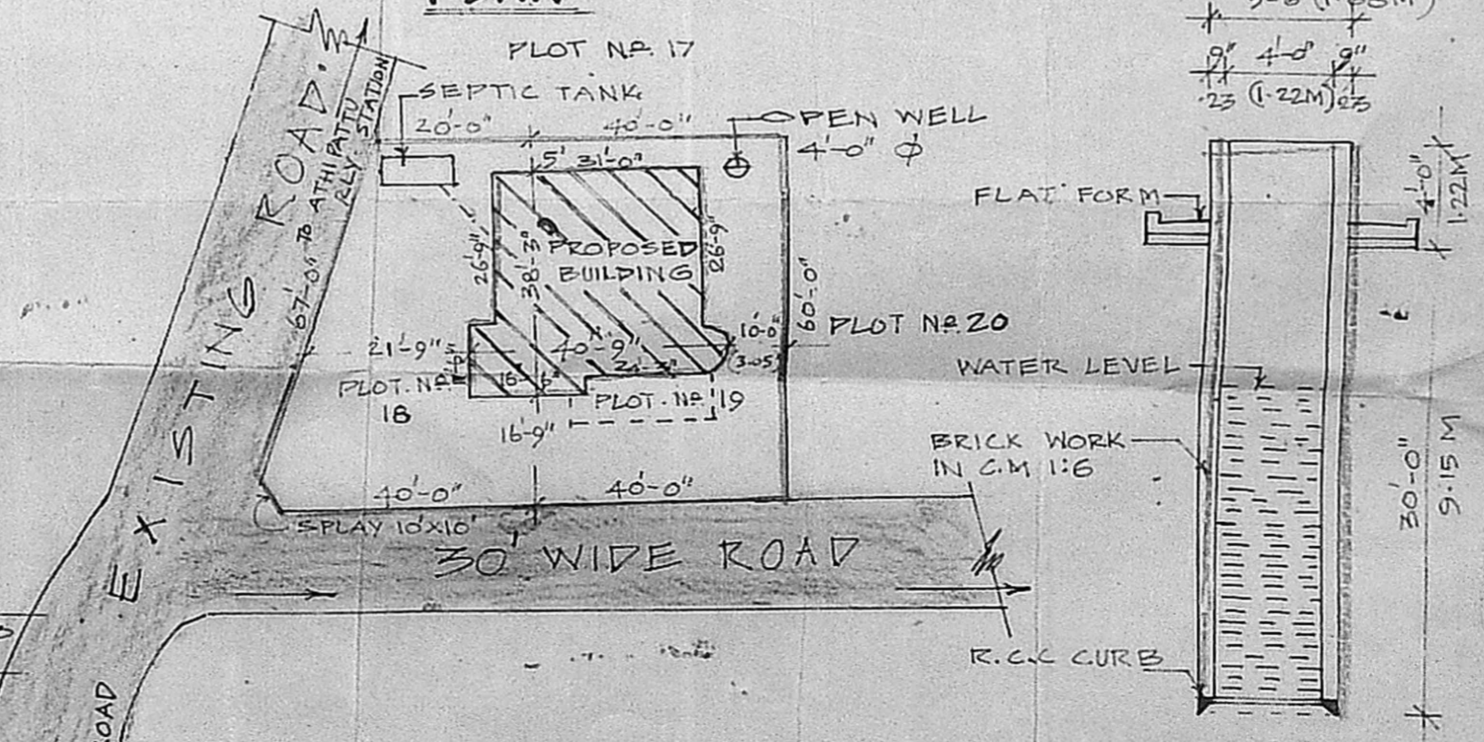 PLOT Nº. 17
SEPTIC TANK
20'-0"
40'-0"
OPEN WELL
4'-0" ϕ
5'
31'-0"
EXISTING ROAD.
67'-0" TO ATHIPATTU
RLY. STATION
26'-9"
38'-3"
PROPOSED
BUILDING
26'-9"
60'-0"
PLOT Nº. 20
21'-9"
40'-9"
10'-0"
(3.05)
PLOT. Nº
18
PLOT. Nº 19
16'-9"
40'-0"
40'-0"
SPLAY 10'X10'
30' WIDE ROAD
ROAD
9"
4'-0"
9"
.23
(1.22M)
.23
FLAT FORM
4'-0"
1.22M
WATER LEVEL
BRICK WORK
IN C.M 1:6
30'-0"
9.15 M
R.C.C CURB